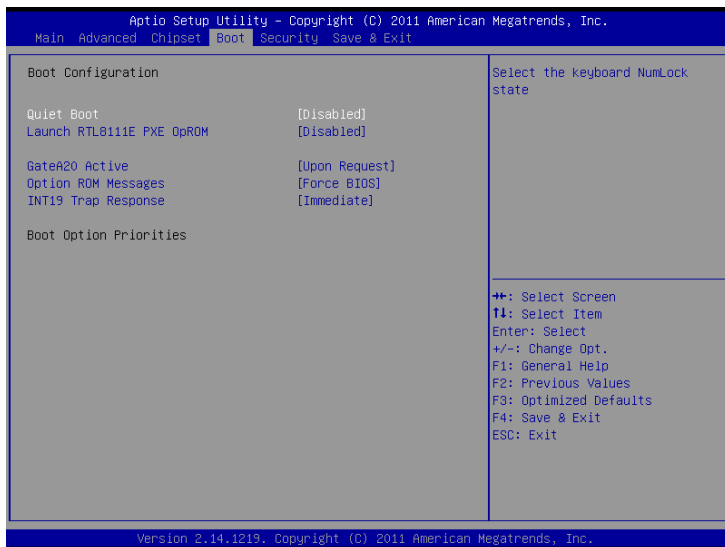 Aptio Setup Utility – Copyright (C) 2011 American Megatrends, Inc.
Main Advanced Chipset Boot Security Save & Exit
Boot Configuration
Quiet Boot [Disabled]
Launch RTL8111E PXE OpROM [Disabled]
GateA20 Active [Upon Request]
Option ROM Messages [Force BIOS]
INT19 Trap Response [Immediate]
Boot Option Priorities
Select the keyboard NumLock
state
→←: Select Screen
↑↓: Select Item
Enter: Select
+/-: Change Opt.
F1: General Help
F2: Previous Values
F3: Optimized Defaults
F4: Save & Exit
ESC: Exit
Version 2.14.1219. Copyright (C) 2011 American Megatrends, Inc.